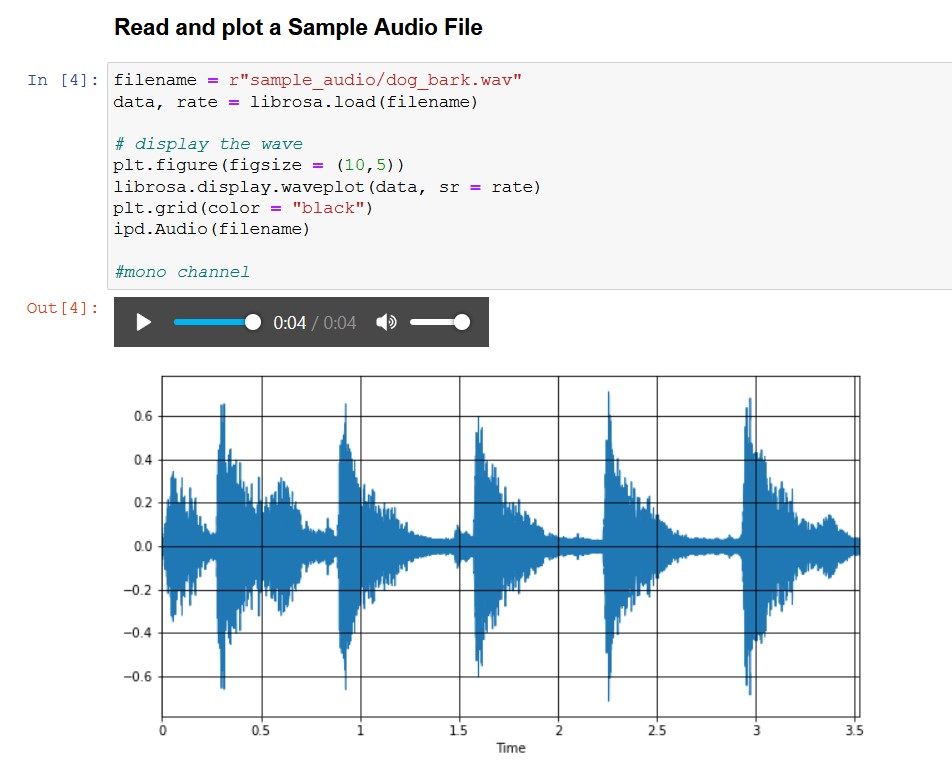 Read and plot a Sample Audio File
In [4]:
filename = r"sample_audio/dog_bark.wav"
data, rate = librosa.load(filename)
# display the wave
plt.figure(figsize = (10,5))
librosa.display.waveplot(data, sr = rate)
plt.grid(color = "black")
ipd.Audio(filename)
#mono channel
Out[4]:
0:04 / 0:04
0.6
0.4
0.2
0.0
−0.2
−0.4
−0.6
0 0.5 1 1.5 2 2.5 3 3.5
Time